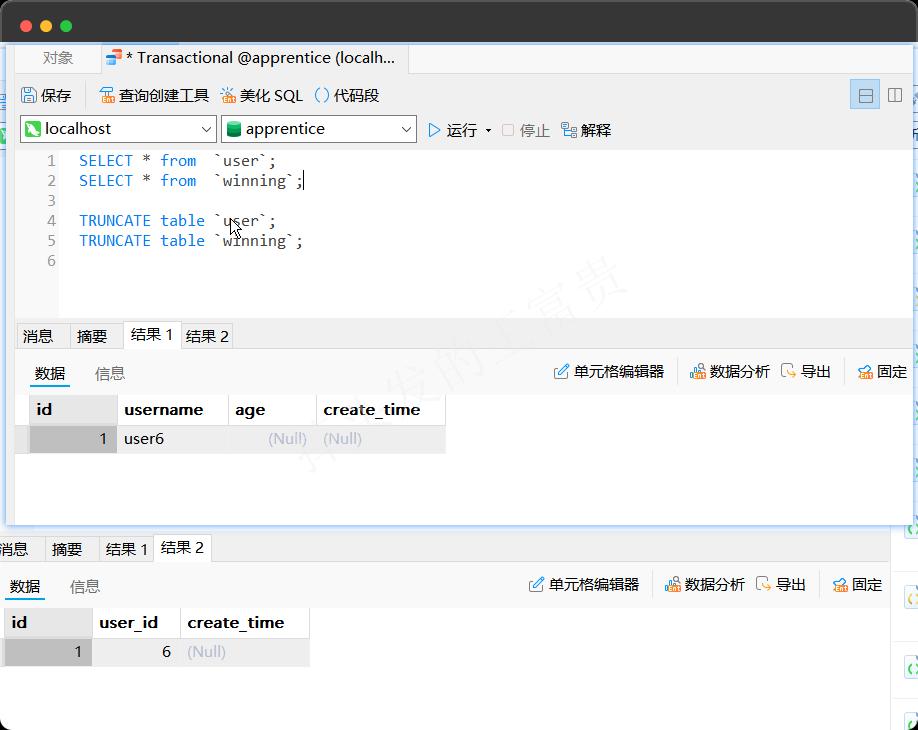 对象 * Transactional @apprentice (localh...
保存 查询创建工具 美化 SQL () 代码段
localhost apprentice 运行 停止 解释
1 SELECT * from `user`;
2 SELECT * from `winning`;
3
4 TRUNCATE table `user`;
5 TRUNCATE table `winning`;
6
消息 摘要 结果 1 结果 2
数据 信息 单元格编辑器 数据分析 导出 固定
id username age create_time
1 user6 (Null) (Null)
消息 摘要 结果 1 结果 2
数据 信息 单元格编辑器 数据分析 导出 固定
id user_id create_time
1 6 (Null)